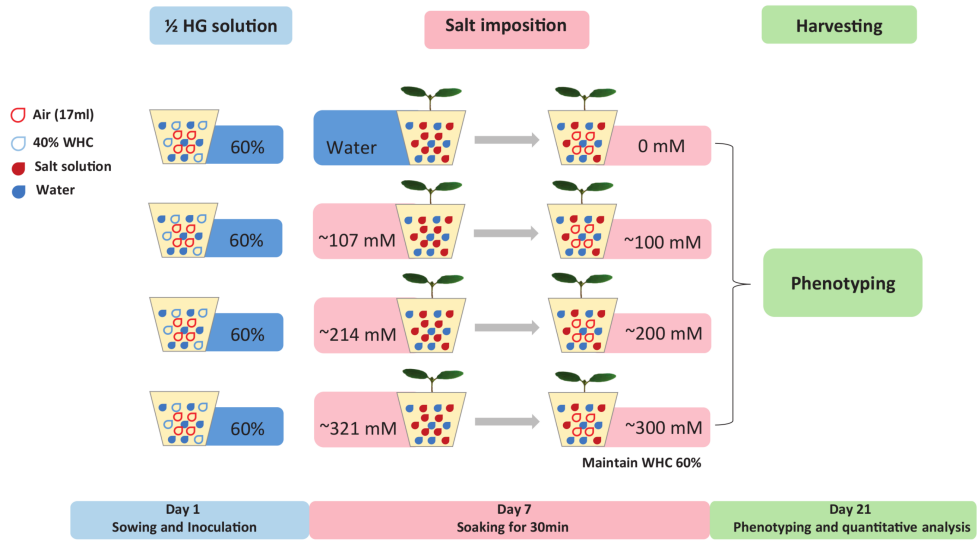 ½ HG solution
Salt imposition
Harvesting
Air (17ml)
40% WHC
Salt solution
Water
60%
Water
0 mM
60%
~107 mM
~100 mM
60%
~214 mM
~200 mM
60%
~321 mM
~300 mM
Phenotyping
Maintain WHC 60%
Day 1
Sowing and Inoculation
Day 7
Soaking for 30min
Day 21
Phenotyping and quantitative analysis